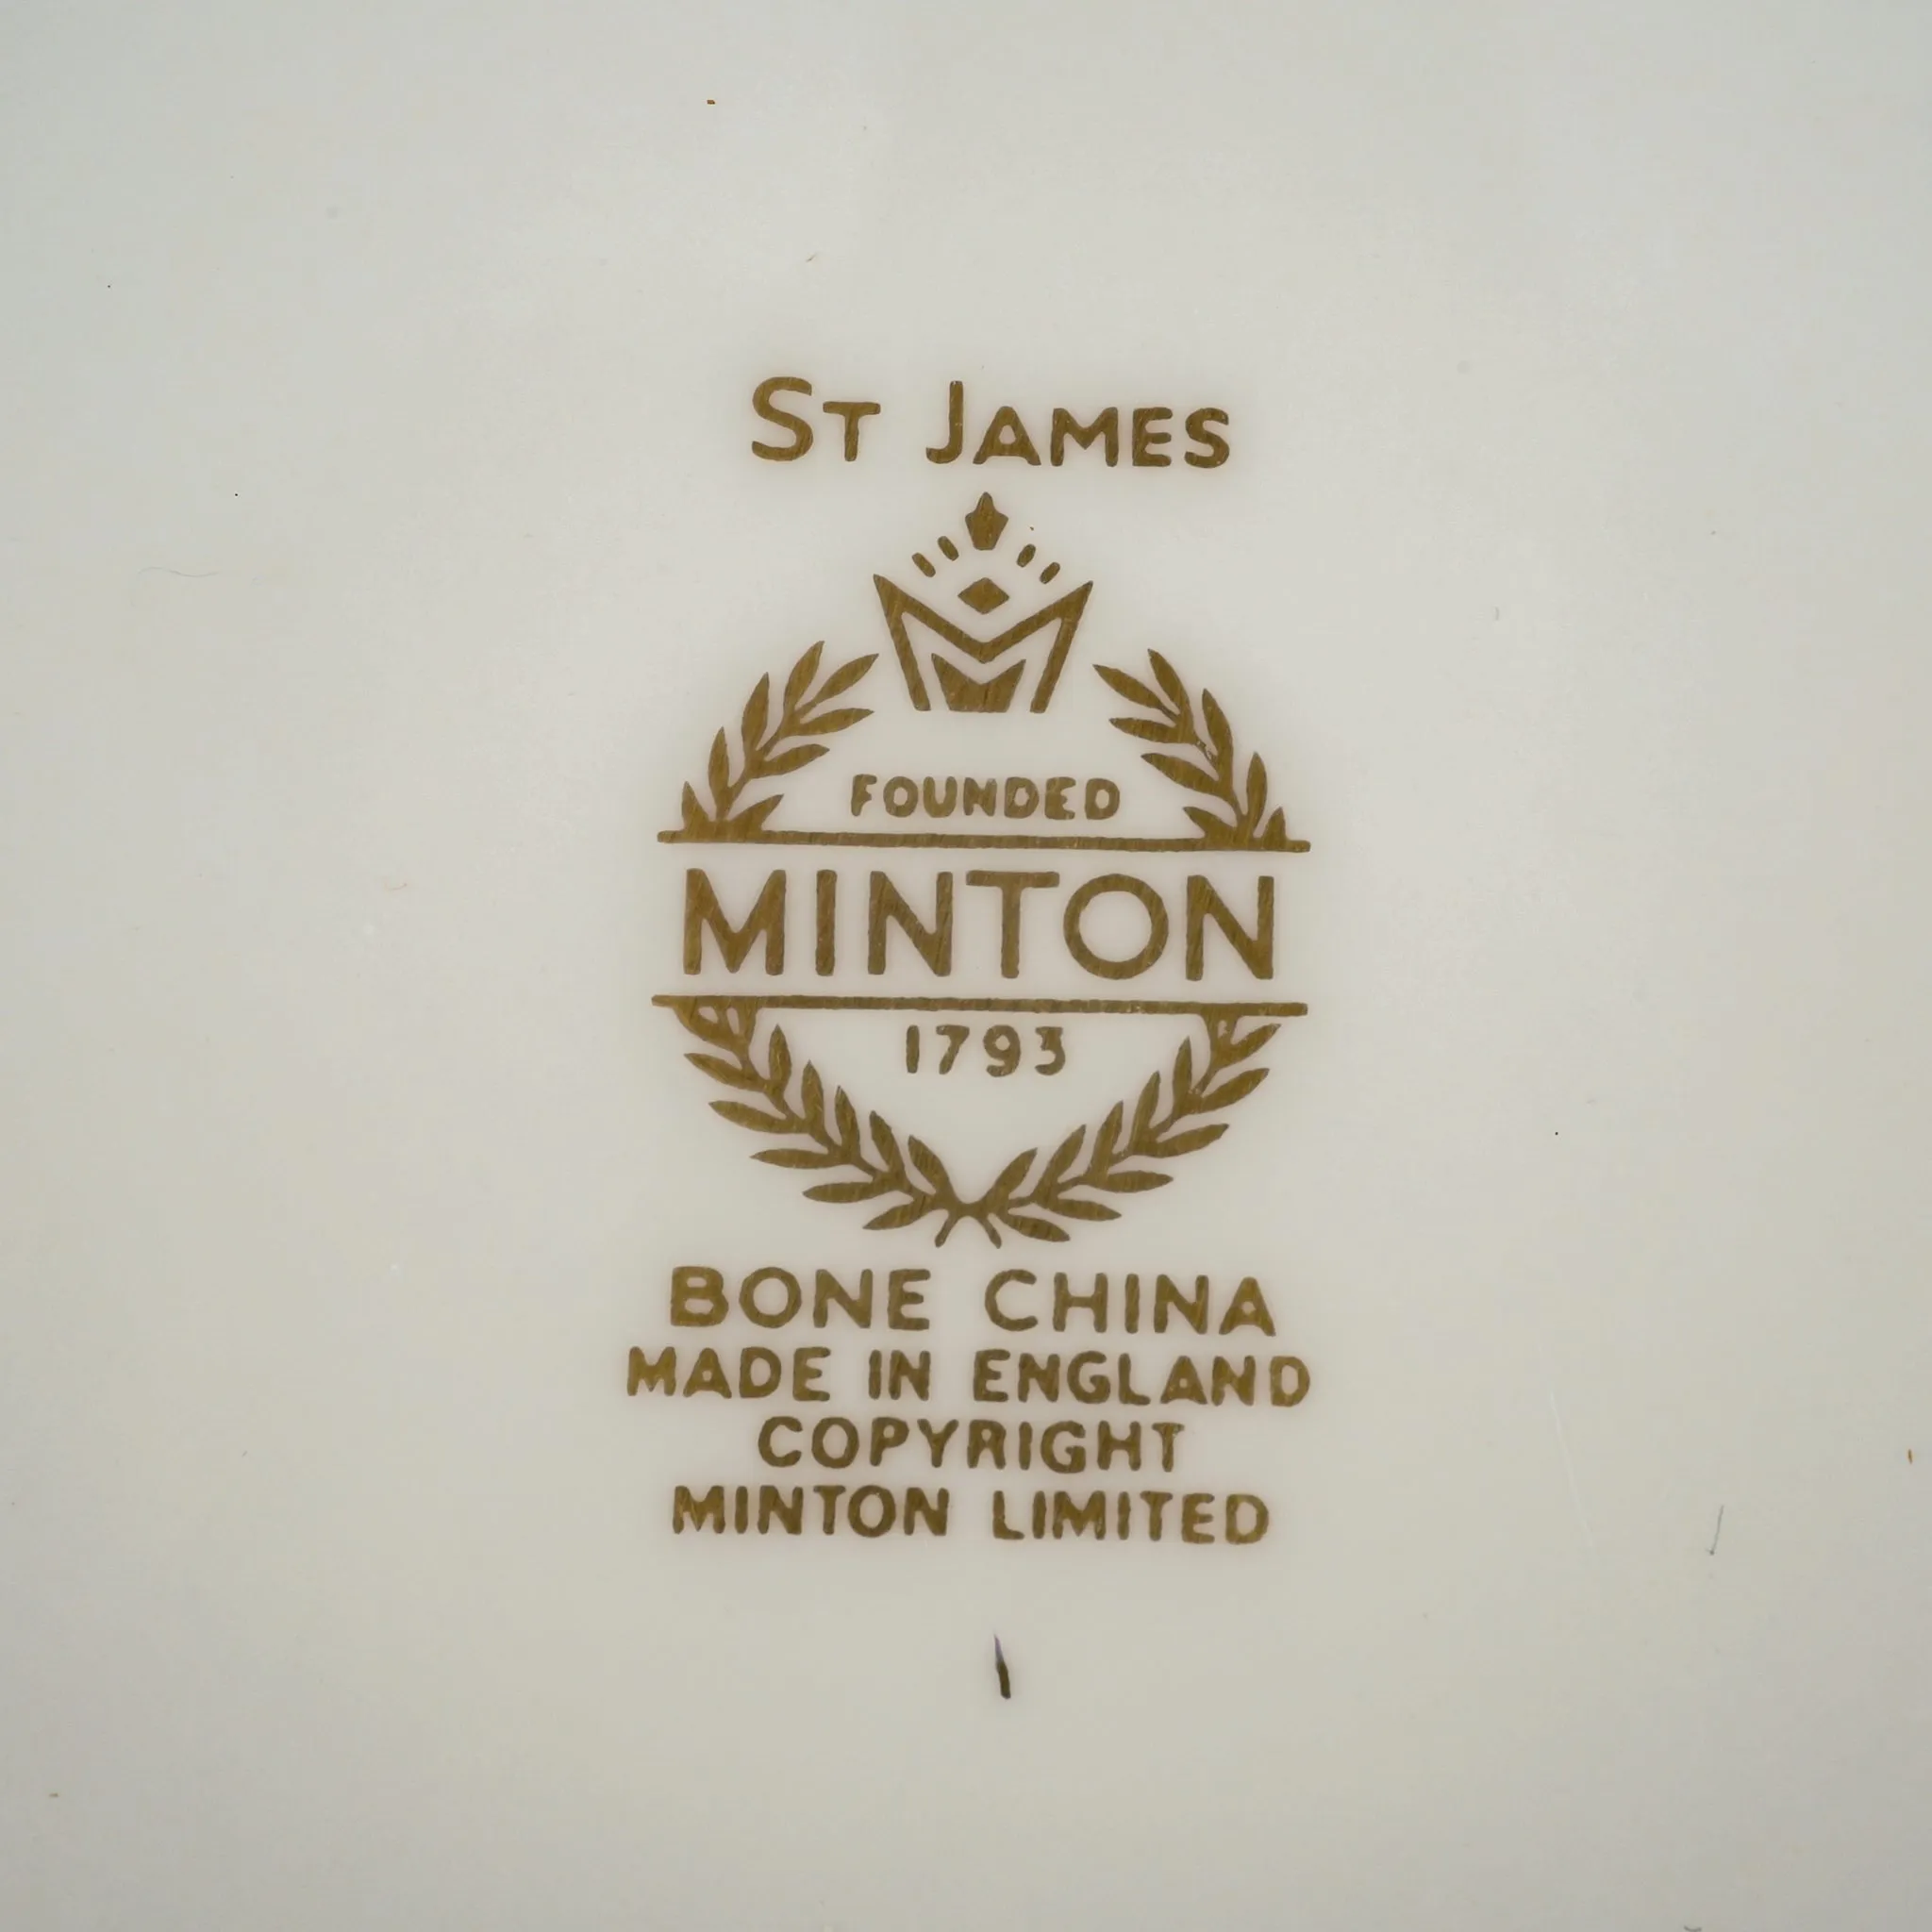 St James
FOUNDED
MINTON
1793
BONE CHINA
MADE IN ENGLAND
COPYRIGHT
MINTON LIMITED